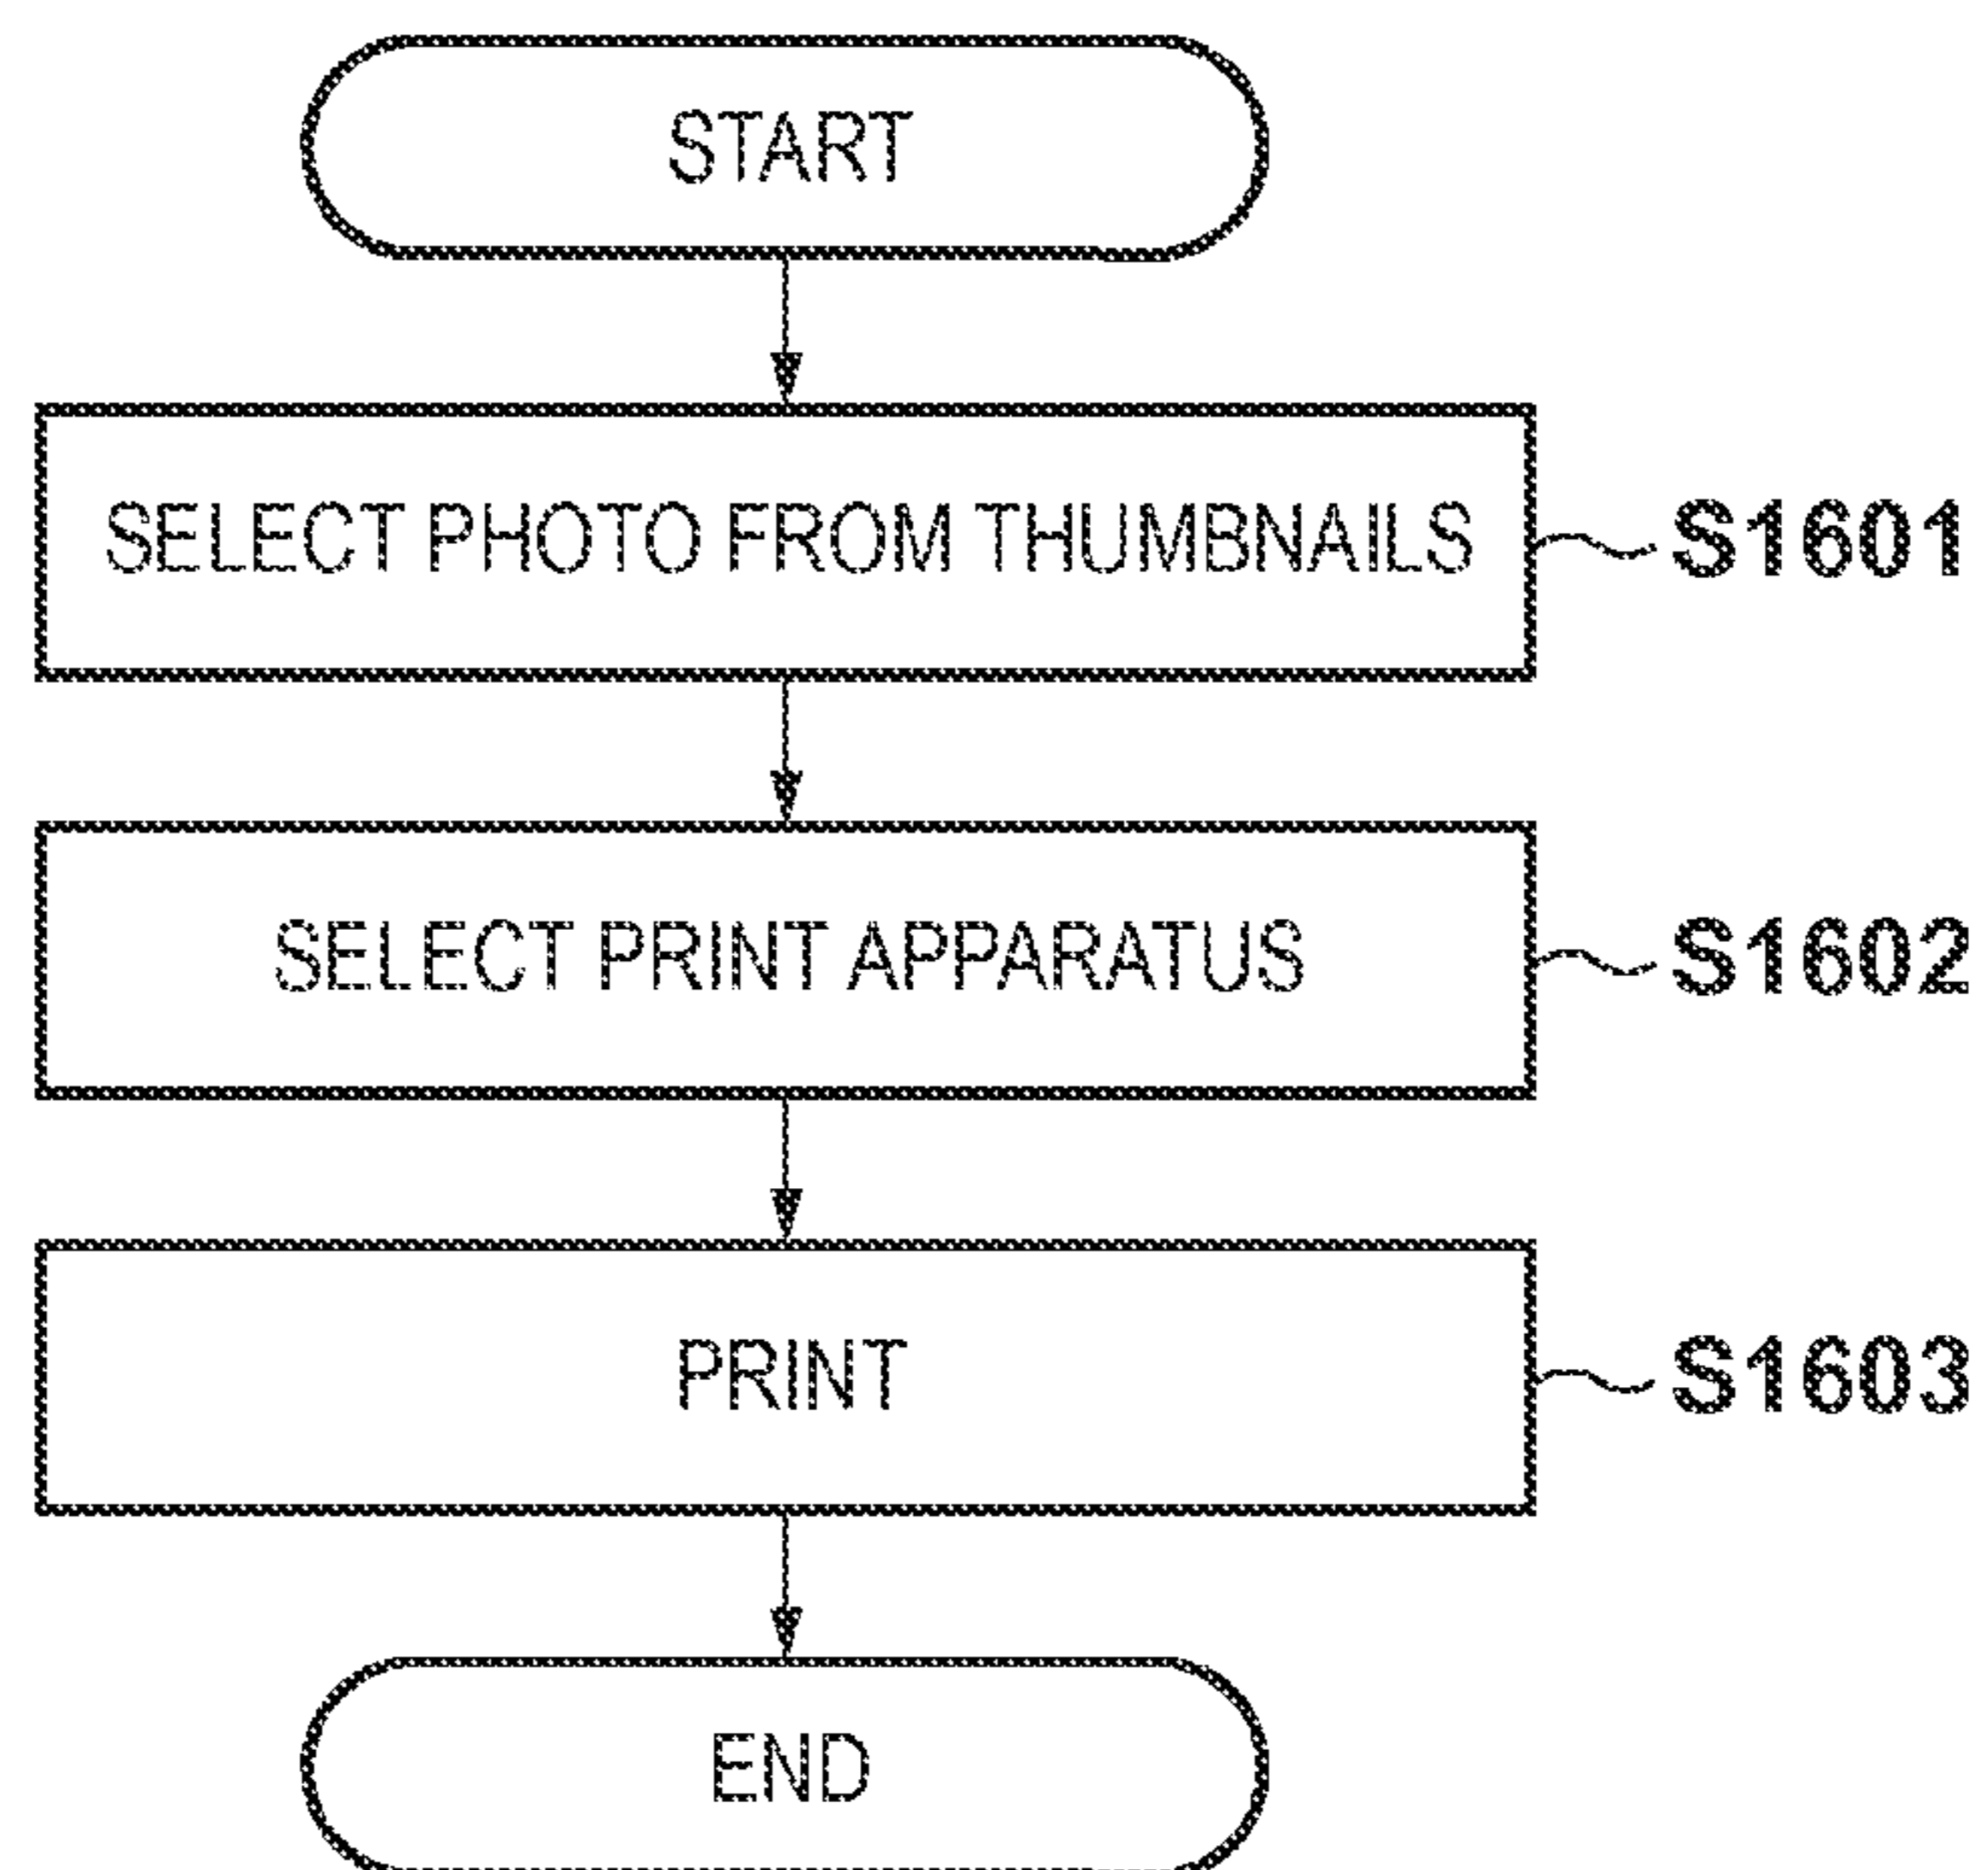 START
SELECT PHOTO FROM THUMBNAILS S1601
SELECT PRINT APPARATUS S1602
PRINT S1603
END